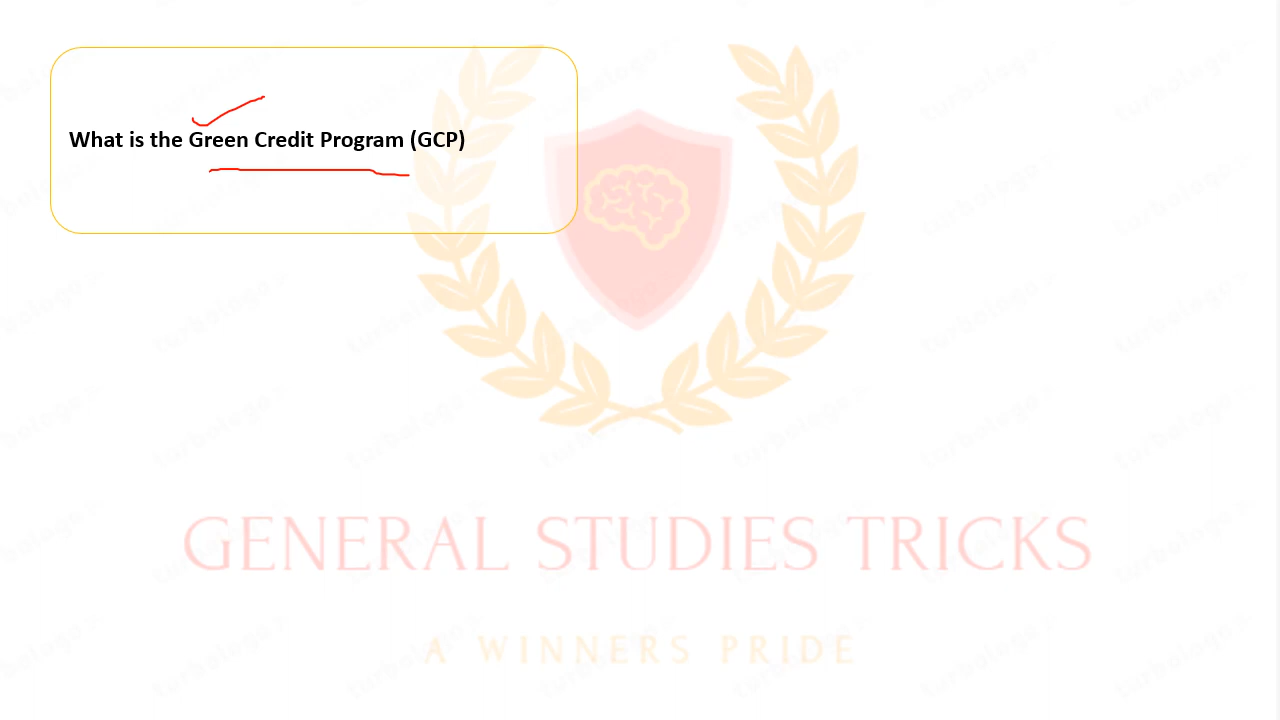 What is the Green Credit Program (GCP)
GENERAL STUDIES TRICKS
A WINNERS PRIDE